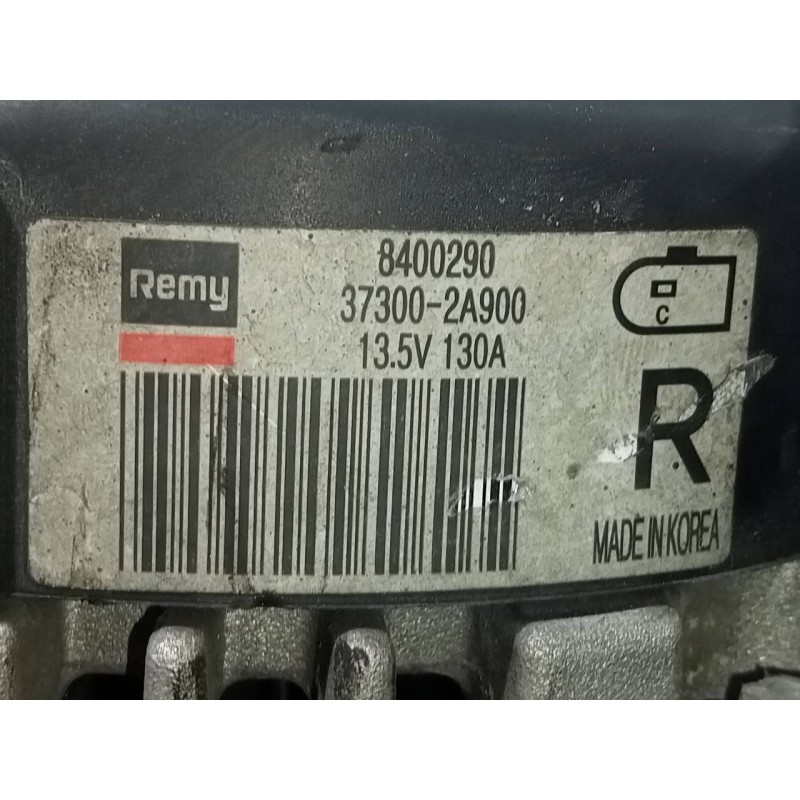 Remy
8400290
37300-2A900
13.5V 130A
C
R
MADE IN KOREA